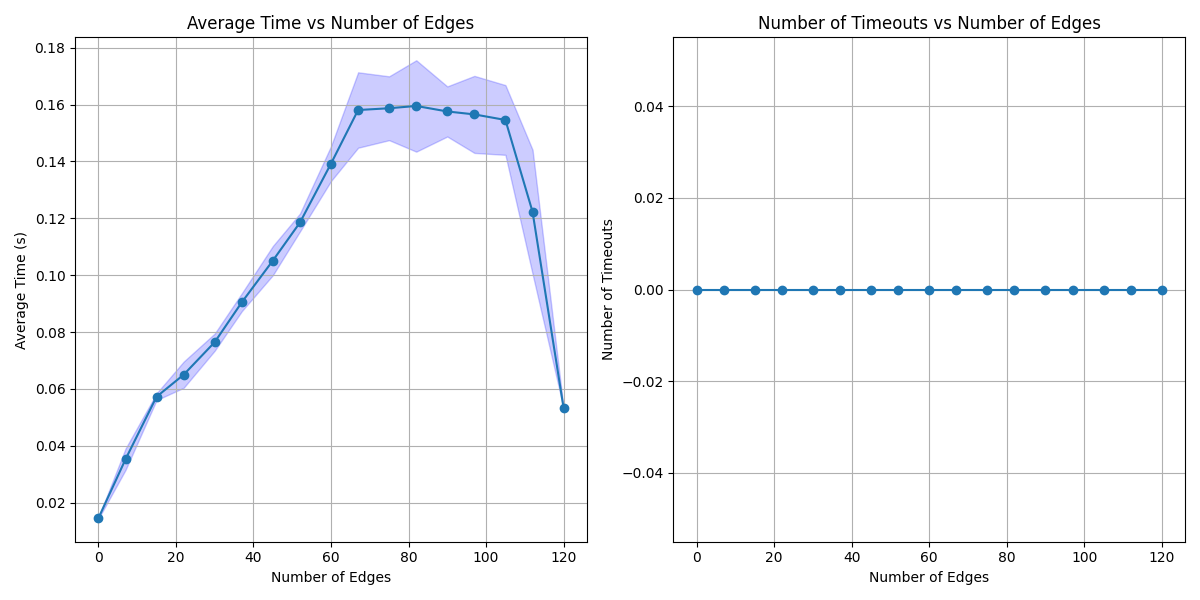 Average Time vs Number of Edges
Number of Timeouts vs Number of Edges
0.18
0.16
0.14
0.12
0.10
0.08
0.06
0.04
0.02
Average Time (s)
0 20 40 60 80 100 120
Number of Edges
0.04
0.02
0.00
−0.02
−0.04
Number of Timeouts
0 20 40 60 80 100 120
Number of Edges